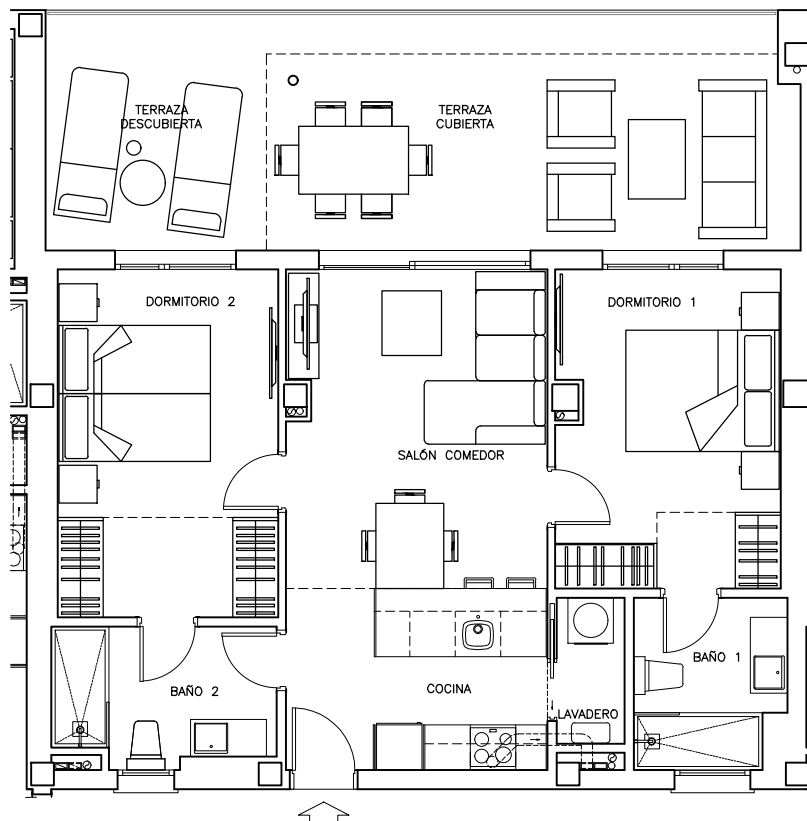 TERRAZA
DESCUBIERTA
TERRAZA
CUBIERTA
DORMITORIO 2
DORMITORIO 1
SALÓN COMEDOR
BAÑO 2
COCINA
BAÑO 1
LAVADERO